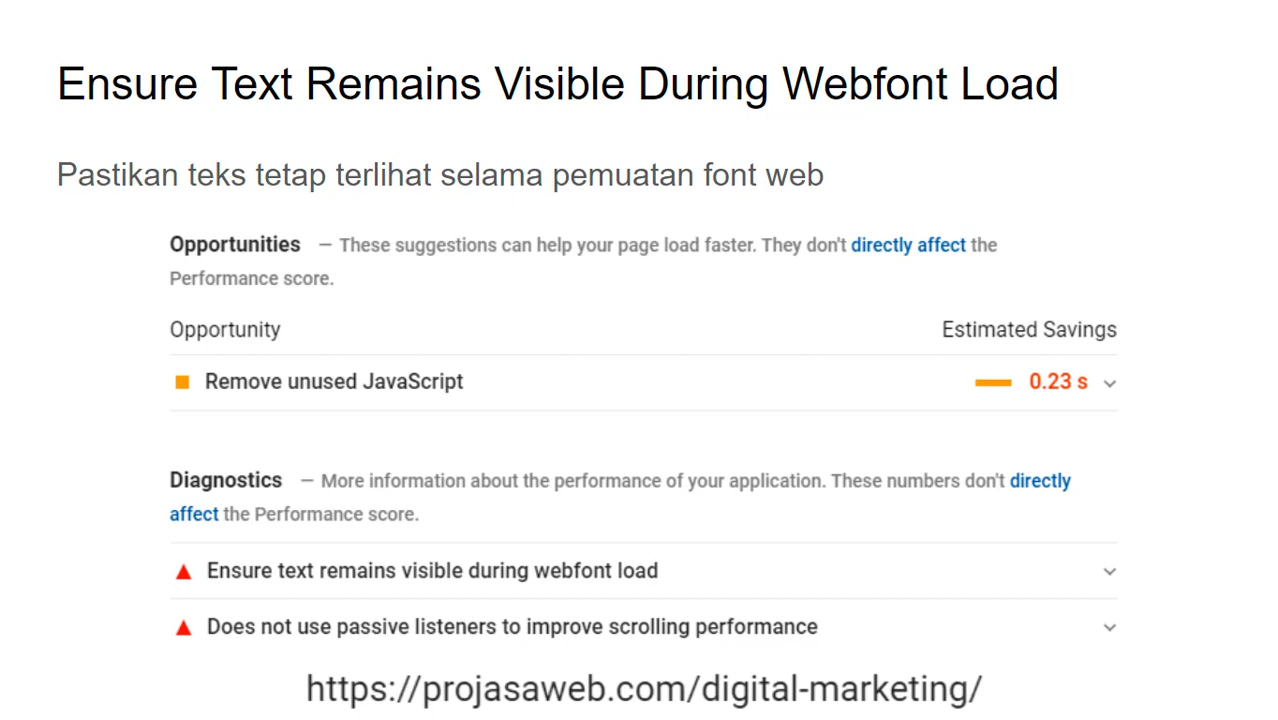 Ensure Text Remains Visible During Webfont Load
Pastikan teks tetap terlihat selama pemuatan font web
Opportunities — These suggestions can help your page load faster. They don't directly affect the
Performance score.
Opportunity Estimated Savings
Remove unused JavaScript 0.23 s
Diagnostics — More information about the performance of your application. These numbers don't directly
affect the Performance score.
Ensure text remains visible during webfont load
Does not use passive listeners to improve scrolling performance
https://projasaweb.com/digital-marketing/